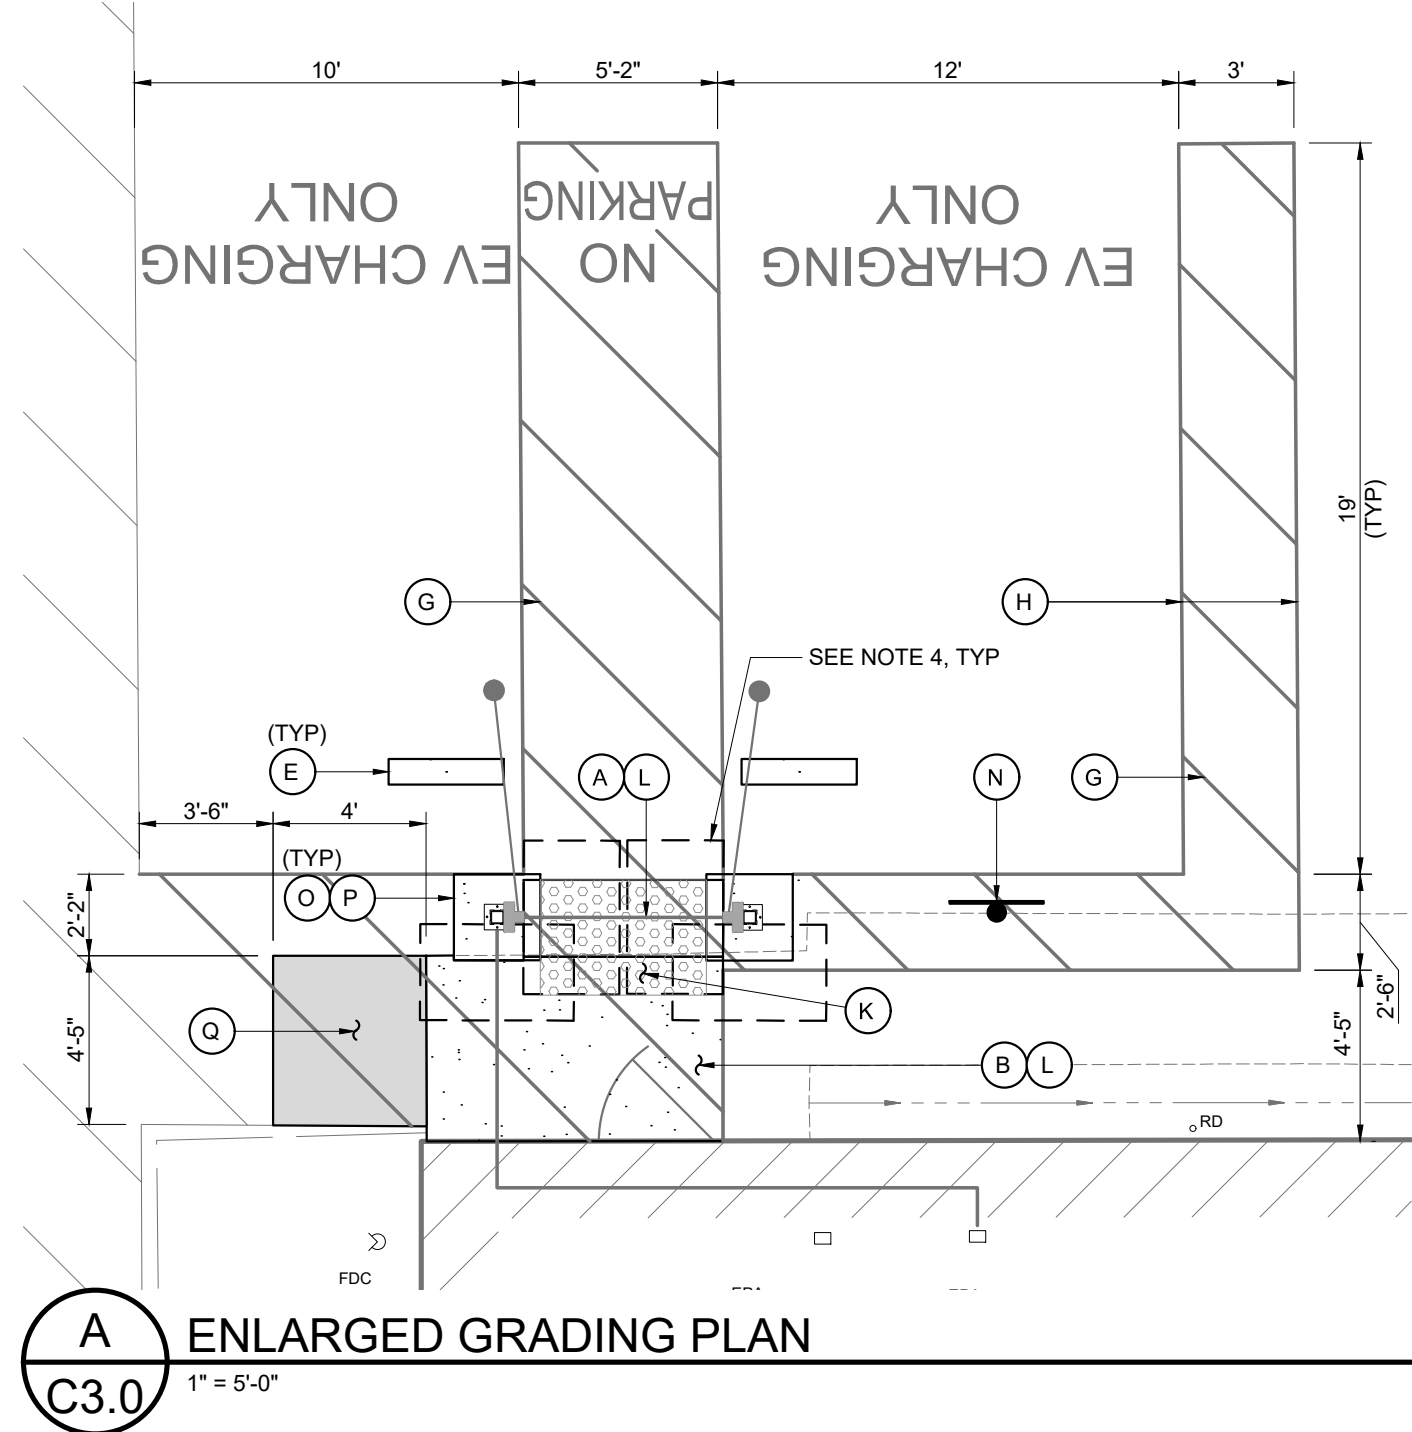 10'
5'-2"
12'
3'
EV CHARGING
ONLY
NO
PARKING
EV CHARGING
ONLY
19'
(TYP)
G
H
SEE NOTE 4, TYP
(TYP)
E
A L
N
G
3'-6"
4'
(TYP)
O P
2'-2"
K
2'-6"
Q
4'-5"
B L
4'-5"
RD
FDC
A
C3.0
ENLARGED GRADING PLAN
1" = 5'-0"